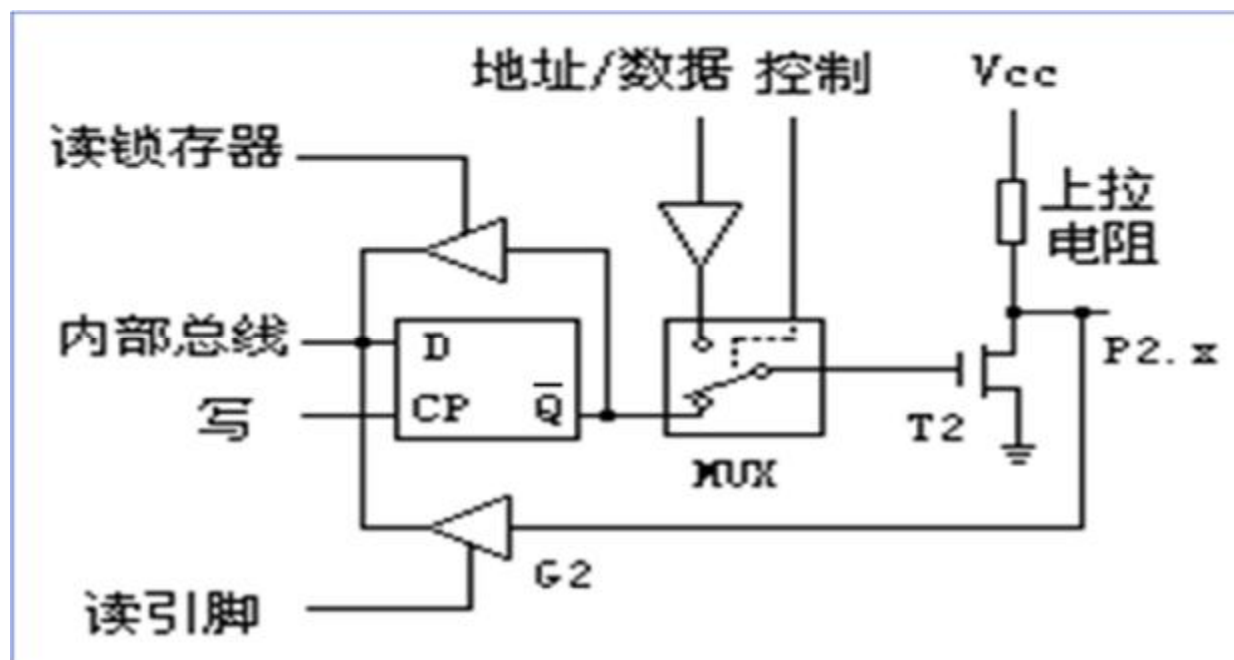 地址/数据 控制 Vcc
读锁存器
上拉
电阻
内部总线
D
P2.x
写
CP Q̅
T2
MUX
G2
读引脚